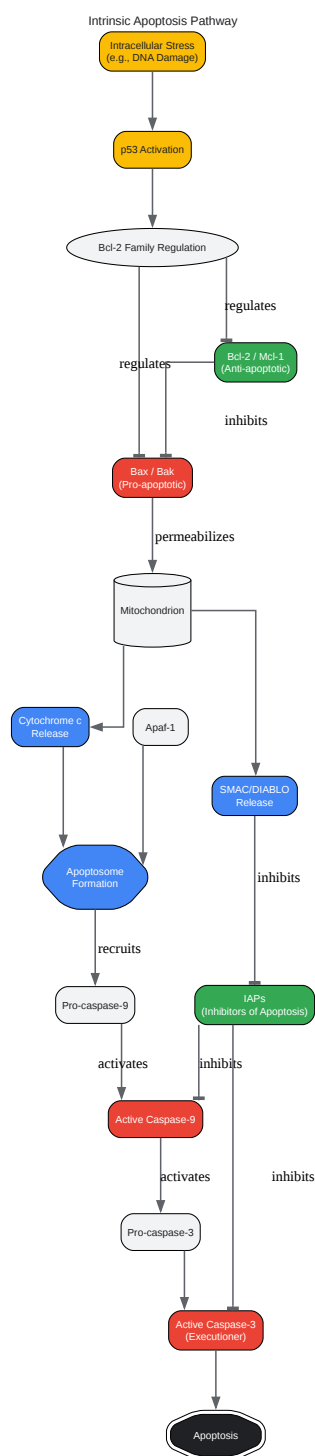 Intrinsic Apoptosis Pathway
Intracellular Stress
(e.g., DNA Damage)
p53 Activation
Bcl-2 Family Regulation
regulates
Bcl-2 / Mcl-1
(Anti-apoptotic)
regulates
inhibits
Bax / Bak
(Pro-apoptotic)
permeabilizes
Mitochondrion
Cytochrome c
Release
Apaf-1
SMAC/DIABLO
Release
Apoptosome
Formation
inhibits
recruits
Pro-caspase-9
IAPs
(Inhibitors of Apoptosis)
activates
inhibits
Active Caspase-9
activates
inhibits
Pro-caspase-3
Active Caspase-3
(Executioner)
Apoptosis